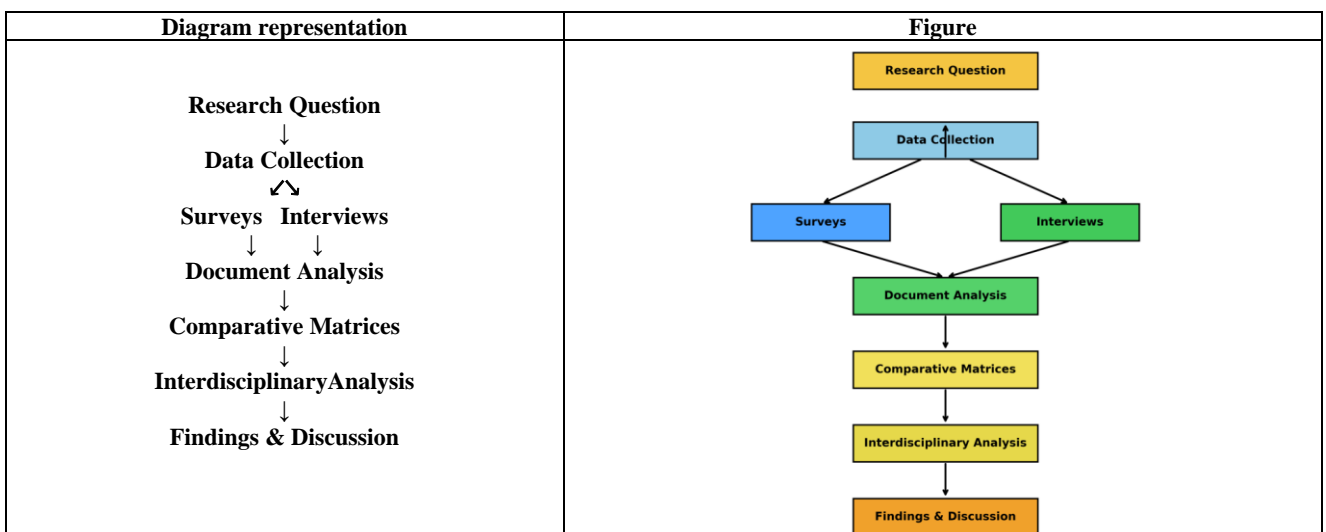 Diagram representation
Figure
Research Question
↓
Data Collection
↙↘
Surveys Interviews
↓ ↓
Document Analysis
↓
Comparative Matrices
↓
InterdisciplinaryAnalysis
↓
Findings & Discussion
Research Question
Data Collection
Surveys
Interviews
Document Analysis
Comparative Matrices
Interdisciplinary Analysis
Findings & Discussion